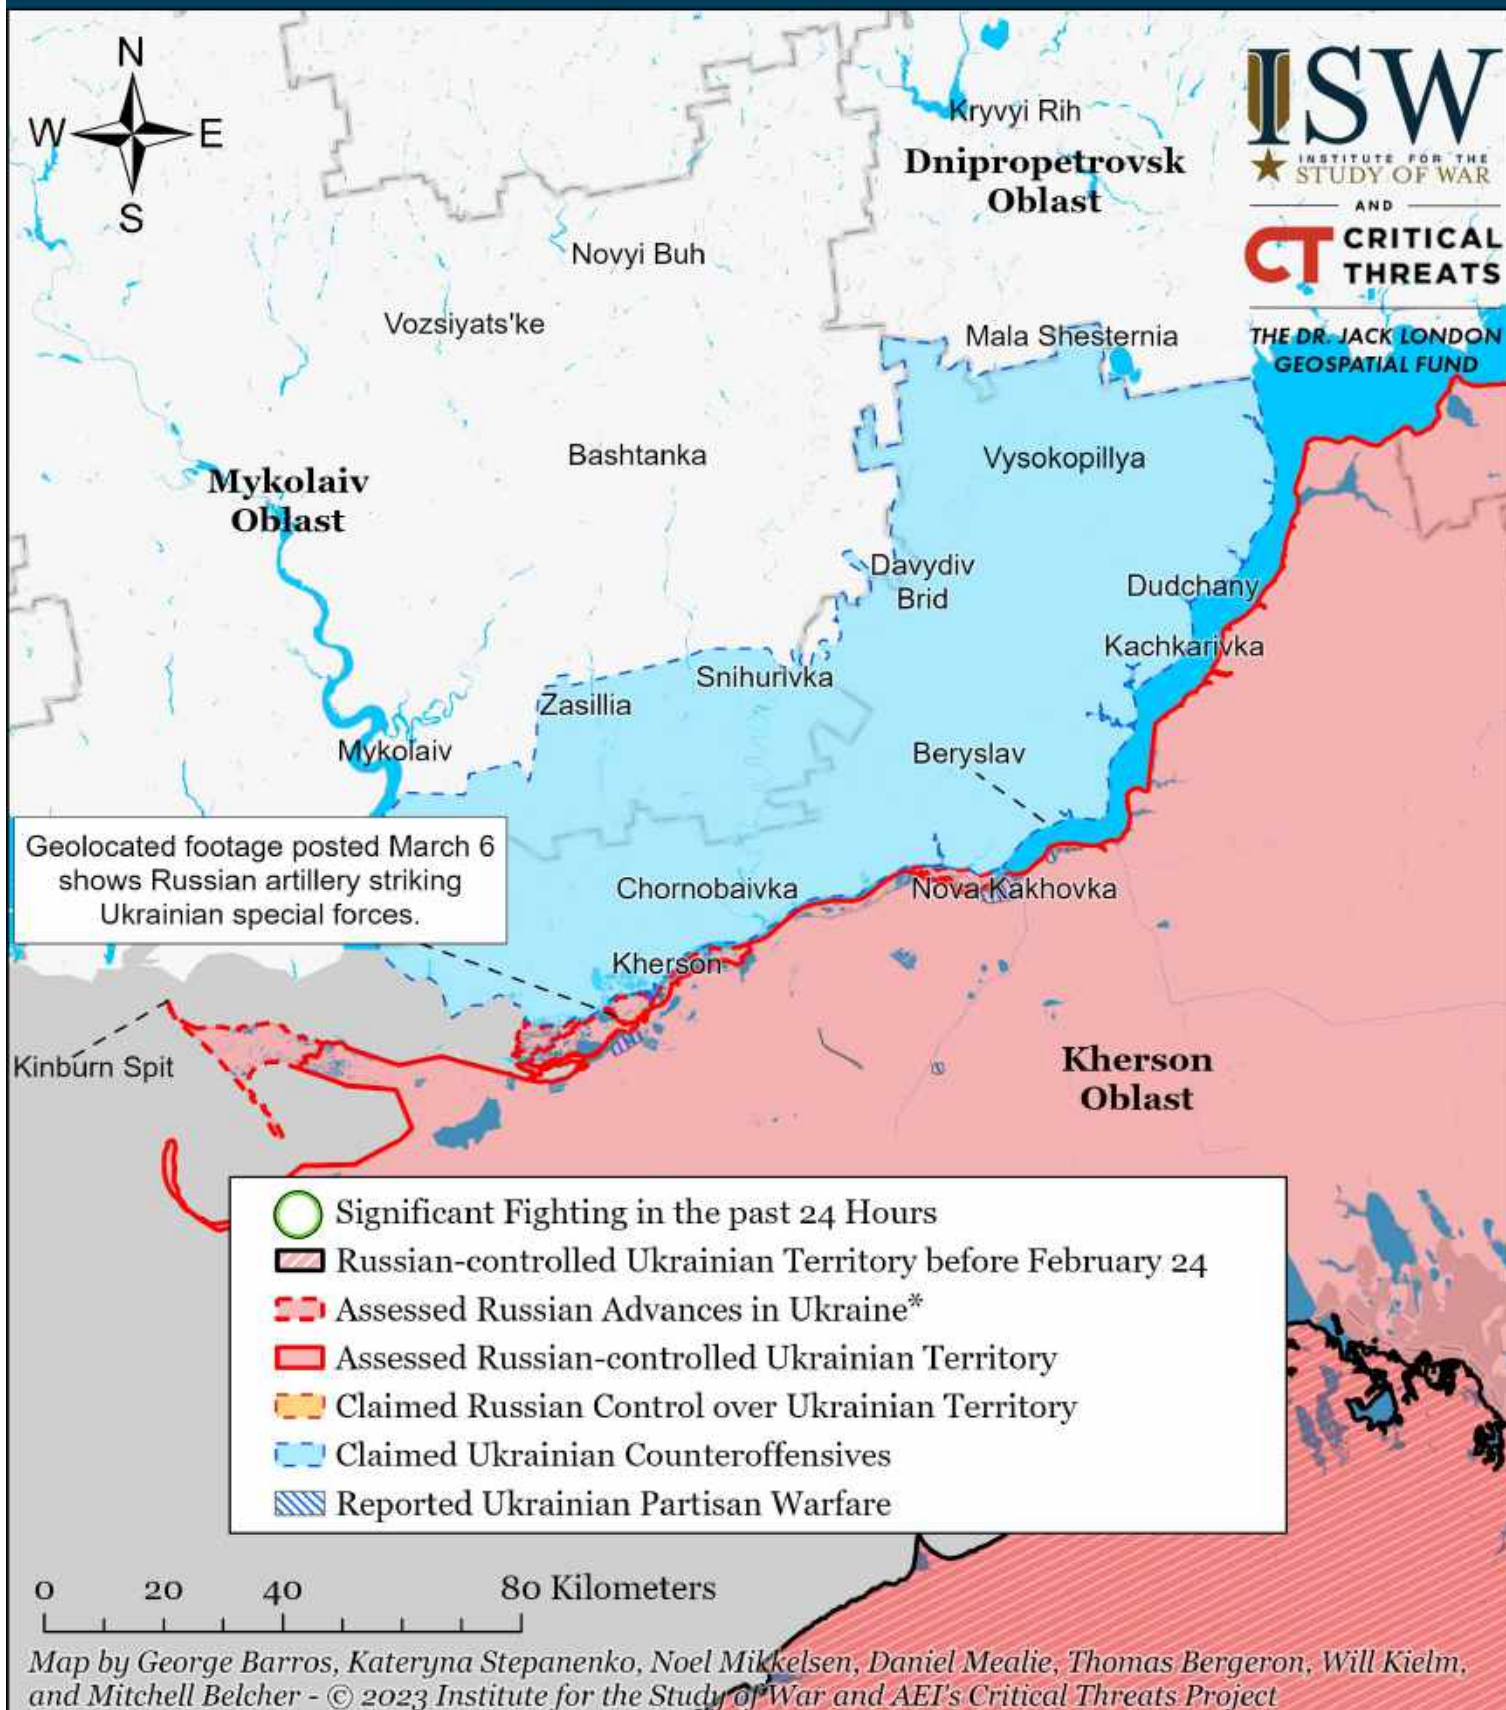 N
W E
S
ISW
INSTITUTE FOR THE
STUDY OF WAR
AND
CT CRITICAL
THREATS
THE DR. JACK LONDON
GEOSPATIAL FUND
Kryvyi Rih
Dnipropetrovsk
Oblast
Novyi Buh
Vozsiyats'ke
Mala Shesternia
Bashtanka
Vysokopillya
Mykolaiv
Oblast
Davydiv
Brid
Dudchany
Kachkarivka
Snihurivka
Zasillia
Mykolaiv
Beryslav
Geolocated footage posted March 6
shows Russian artillery striking
Ukrainian special forces.
Chornobaivka
Nova Kakhovka
Kherson
Kinburn Spit
Kherson
Oblast
Significant Fighting in the past 24 Hours
Russian-controlled Ukrainian Territory before February 24
Assessed Russian Advances in Ukraine*
Assessed Russian-controlled Ukrainian Territory
Claimed Russian Control over Ukrainian Territory
Claimed Ukrainian Counteroffensives
Reported Ukrainian Partisan Warfare
0 20 40 80 Kilometers
Map by George Barros, Kateryna Stepanenko, Noel Mikkelsen, Daniel Mealie, Thomas Bergeron, Will Kielm,
and Mitchell Belcher - © 2023 Institute for the Study of War and AEI's Critical Threats Project